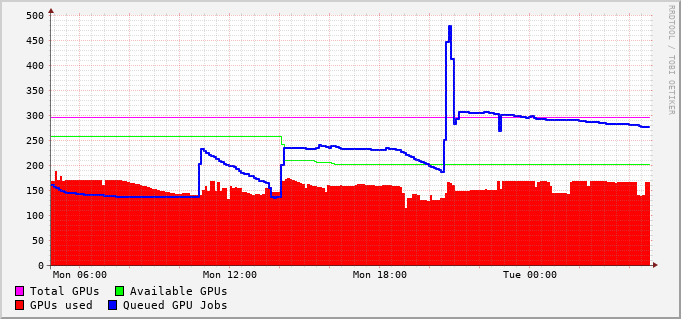 500
450
400
350
300
250
200
150
100
50
0
Mon 06:00 Mon 12:00 Mon 18:00 Tue 00:00
Total GPUs Available GPUs
GPUs used Queued GPU Jobs
RRDTOOL / TOBI OETIKER